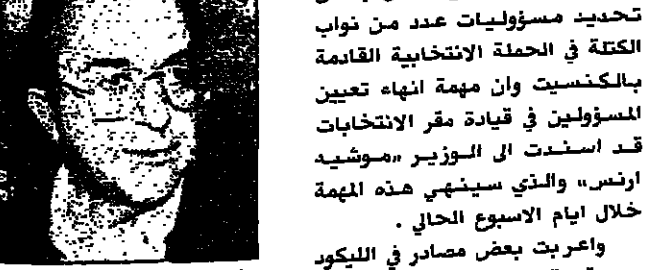 تحديد مسؤوليات عدد من نواب
الكتلة في الحملة الانتخابية القادمة
بالكنسيت وان مهمة انهاء تعيين
المسؤولين في قيادة مقر الانتخابات
قد اسندت الى الوزير «موشيه
ارنس» والذي سينهي هذه المهمة
خلال ايام الاسبوع الحالي .
واعربت بعض مصادر في الليكود